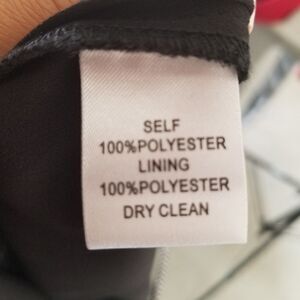 SELF
100%POLYESTER
LINING
100%POLYESTER
DRY CLEAN